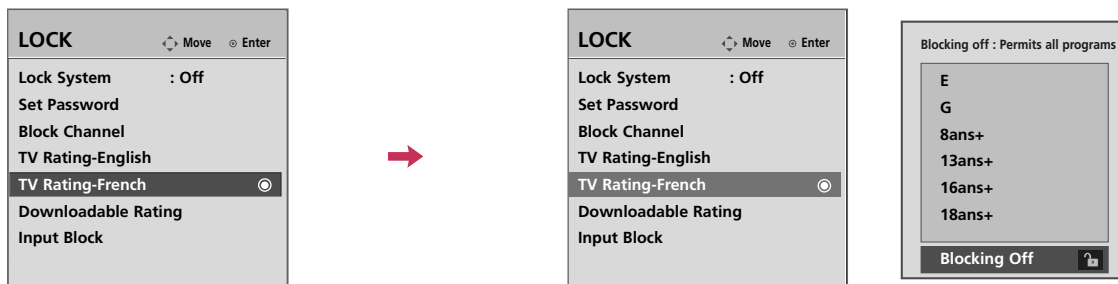 LOCK Move Enter
Lock System : Off
Set Password
Block Channel
TV Rating-English
TV Rating-French
Downloadable Rating
Input Block
LOCK Move Enter
Lock System : Off
Set Password
Block Channel
TV Rating-English
TV Rating-French
Downloadable Rating
Input Block
Blocking off : Permits all programs
E
G
8ans+
13ans+
16ans+
18ans+
Blocking Off